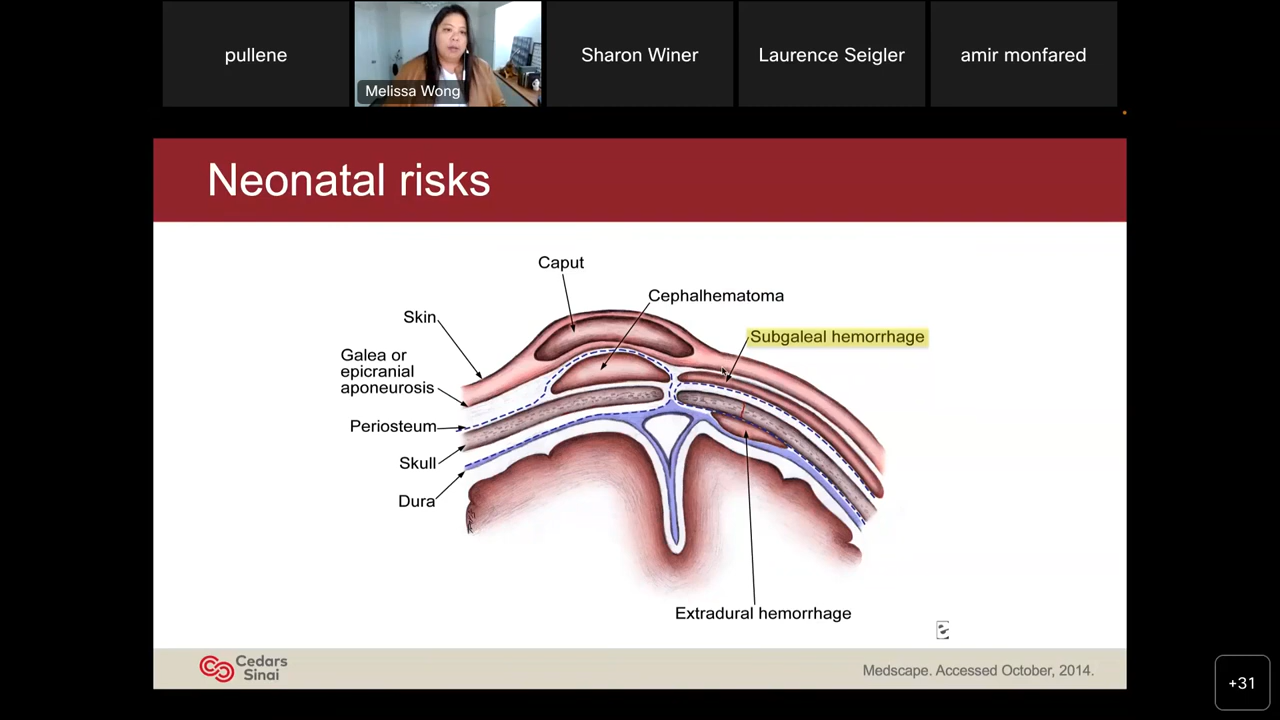 pullene
Melissa Wong
Sharon Winer
Laurence Seigler
amir monfared
Neonatal risks
Caput
Cephalhematoma
Skin
Subgaleal hemorrhage
Galea or
epicranial
aponeurosis
Periosteum
Skull
Dura
Extradural hemorrhage
Cedars
Sinai
Medscape. Accessed October, 2014.
+31